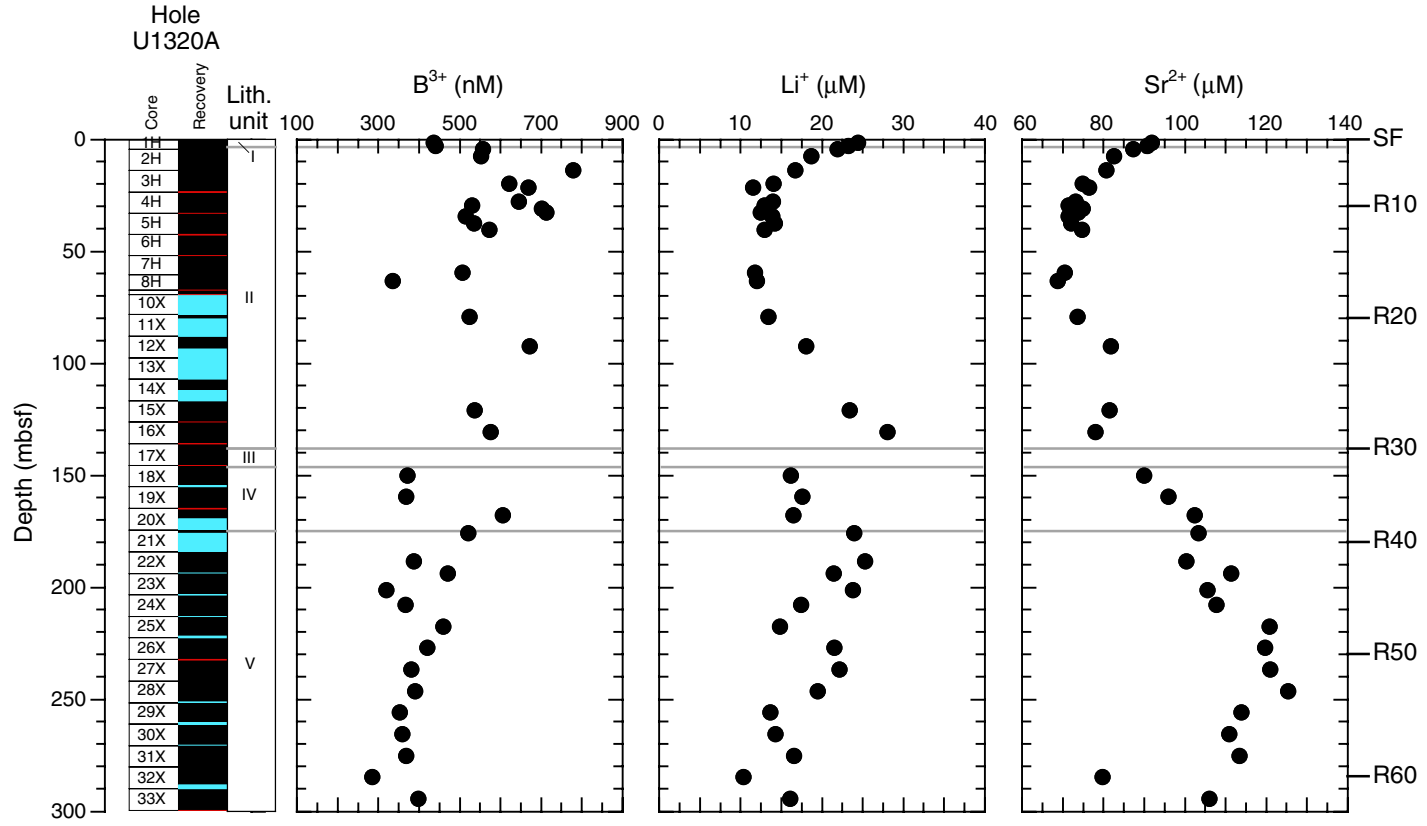 Hole
U1320A
Core
Recovery
Lith.
unit
B3+ (nM)
Li+ (μM)
Sr2+ (μM)
100 300 500 700 900
0 10 20 30 40
60 80 100 120 140
Depth (mbsf)
0
50
100
150
200
250
300
1H
2H
3H
4H
5H
6H
7H
8H
10X
11X
12X
13X
14X
15X
16X
17X
18X
19X
20X
21X
22X
23X
24X
25X
26X
27X
28X
29X
30X
31X
32X
33X
I
II
III
IV
V
SF
R10
R20
R30
R40
R50
R60